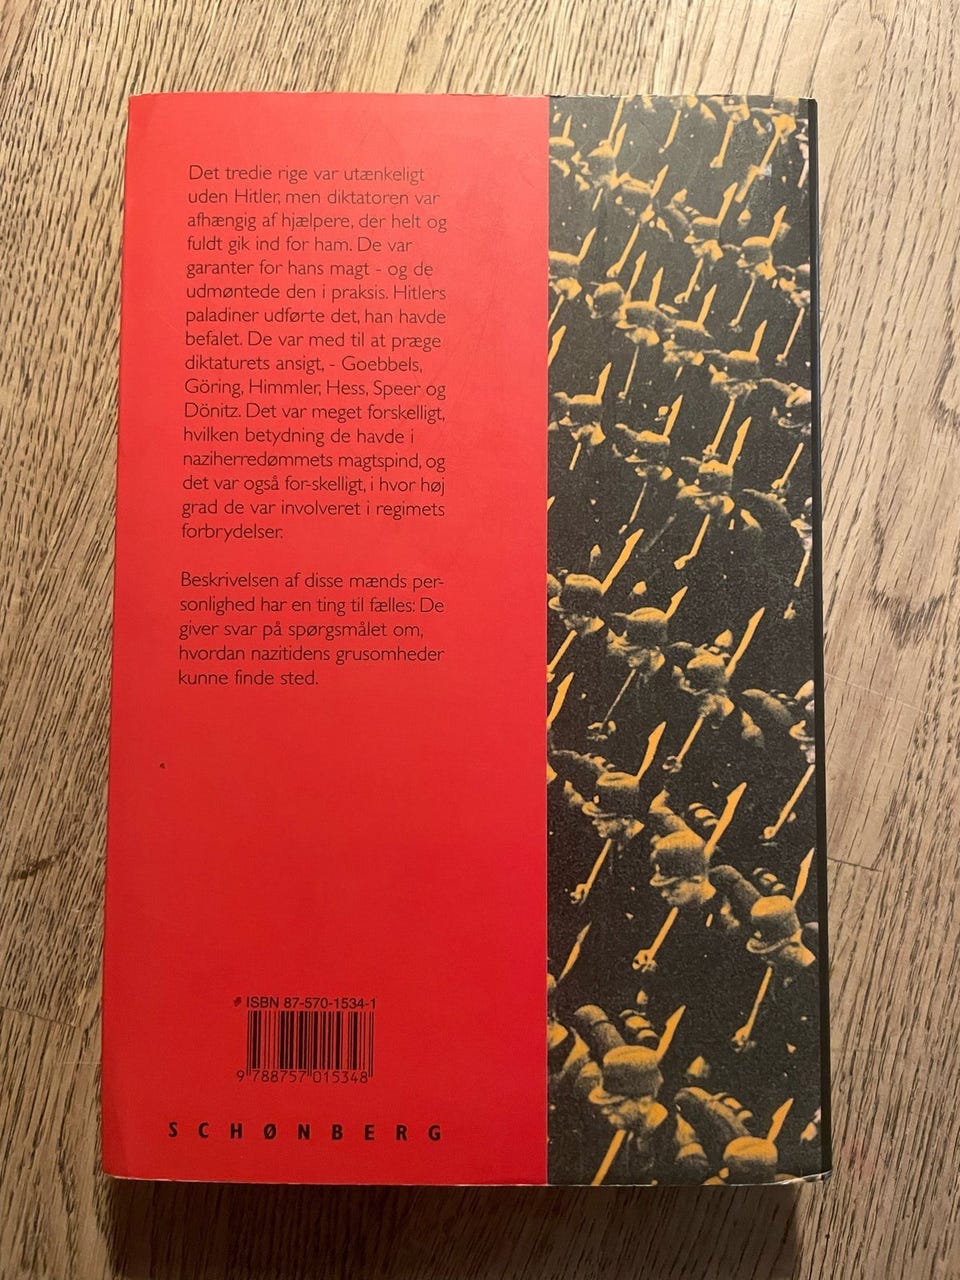 Det tredie rige var utænkeligt
uden Hitler, men diktatoren var
afhængig af hjælpere, der helt og
fuldt gik ind for ham. De var
garanter for hans magt - og de
udmøntede den i praksis. Hitlers
paladiner udførte det, han havde
befalet. De var med til at præge
diktaturets ansigt, - Goebbels,
Göring, Himmler, Hess, Speer og
Dönitz. Det var meget forskelligt,
hvilken betydning de havde i
naziherredømmets magtspind, og
det var også for-skelligt, i hvor høj
grad de var involveret i regimets
forbrydelser.
Beskrivelsen af disse mænds per-
sonlighed har en ting til fælles: De
giver svar på spørgsmålet om,
hvordan nazitidens grusomheder
kunne finde sted.
ISBN 87-570-1534-1
9 788757 015348
SCHØNBERG